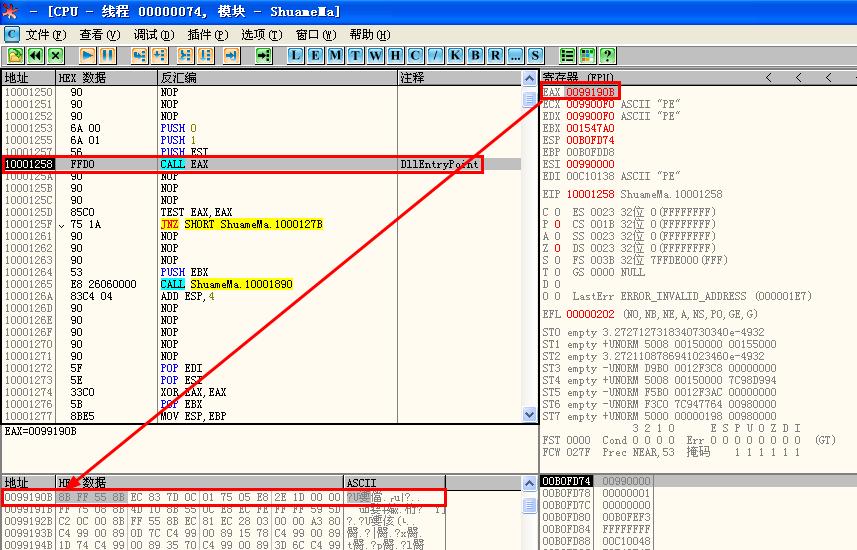 - [CPU - 线程 00000074, 模块 - ShuameMa]
C 文件(F) 查看(V) 调试(D) 插件(P) 选项(T) 窗口(W) 帮助(H)
L E M T W H C / K B R ... S ?
地址 HEX 数据 反汇编 注释
10001250 90 NOP
10001251 90 NOP
10001252 90 NOP
10001253 6A 00 PUSH 0
10001255 6A 01 PUSH 1
10001257 56 PUSH ESI
10001258 FFD0 CALL EAX DllEntryPoint
1000125A 90 NOP
1000125B 90 NOP
1000125C 90 NOP
1000125D 85C0 TEST EAX,EAX
1000125F 75 1A JNZ SHORT ShuameMa.1000127B
10001261 90 NOP
10001262 90 NOP
10001263 90 NOP
10001264 53 PUSH EBX
10001265 E8 26060000 CALL ShuameMa.10001890
1000126A 83C4 04 ADD ESP,4
1000126D 90 NOP
1000126E 90 NOP
1000126F 90 NOP
10001270 90 NOP
10001271 90 NOP
10001272 5F POP EDI
10001273 5E POP ESI
10001274 33C0 XOR EAX,EAX
10001276 5B POP EBX
10001277 8BE5 MOV ESP,EBP
EAX=0099190B
寄存器 (FPU) < < <
EAX 0099190B
ECX 009900F0 ASCII "PE"
EDX 009900F0 ASCII "PE"
EBX 001547A0
ESP 00B0FD74
EBP 00B0FDD8
ESI 00990000
EDI 00C10138 ASCII "PE"
EIP 10001258 ShuameMa.10001258
C 0 ES 0023 32位 0(FFFFFFFF)
P 0 CS 001B 32位 0(FFFFFFFF)
A 0 SS 0023 32位 0(FFFFFFFF)
Z 0 DS 0023 32位 0(FFFFFFFF)
S 0 FS 003B 32位 7FFDE000(FFF)
T 0 GS 0000 NULL
D 0
O 0 LastErr ERROR_INVALID_ADDRESS (000001E7)
EFL 00000202 (NO,NB,NE,A,NS,PO,GE,G)
ST0 empty 3.2727127318340730340e-4932
ST1 empty +UNORM 5008 00150000 00155000
ST2 empty 3.2721108786941023460e-4932
ST3 empty -UNORM D9B0 0012F3C8 00000000
ST4 empty +UNORM 5008 00150000 7C98D994
ST5 empty -UNORM F5B0 0012F3AC 00000000
ST6 empty -UNORM F3C0 7C947764 00980000
ST7 empty +UNORM 5000 00000198 00980000
3 2 1 0 E S P U O Z D I
FST 0000 Cond 0 0 0 0 Err 0 0 0 0 0 0 0 0 (GT)
FCW 027F Prec NEAR,53 掩码 1 1 1 1 1 1
地址 HEX 数据 ASCII
0099190B 8B FF 55 8B EC 83 7D 0C 01 75 05 E8 2E 1D 00 00
0099191B FF 75 08 8B 4D 10 8B 55 0C E8 EC FE FF FF 59 5D
0099192B C2 0C 00 8B FF 55 8B EC 81 EC 28 03 00 00 A3 80
0099193B C4 99 00 89 0D 7C C4 99 00 89 15 78 C4 99 00 89
0099194B 1D 74 C4 99 00 89 35 70 C4 99 00 89 3D 6C C4 99
00B0FD74 00990000
00B0FD78 00000001
00B0FD7C 00000000
00B0FD80 00B0FEF3
00B0FD84 FFFFFFFF
00B0FD88 00C10048